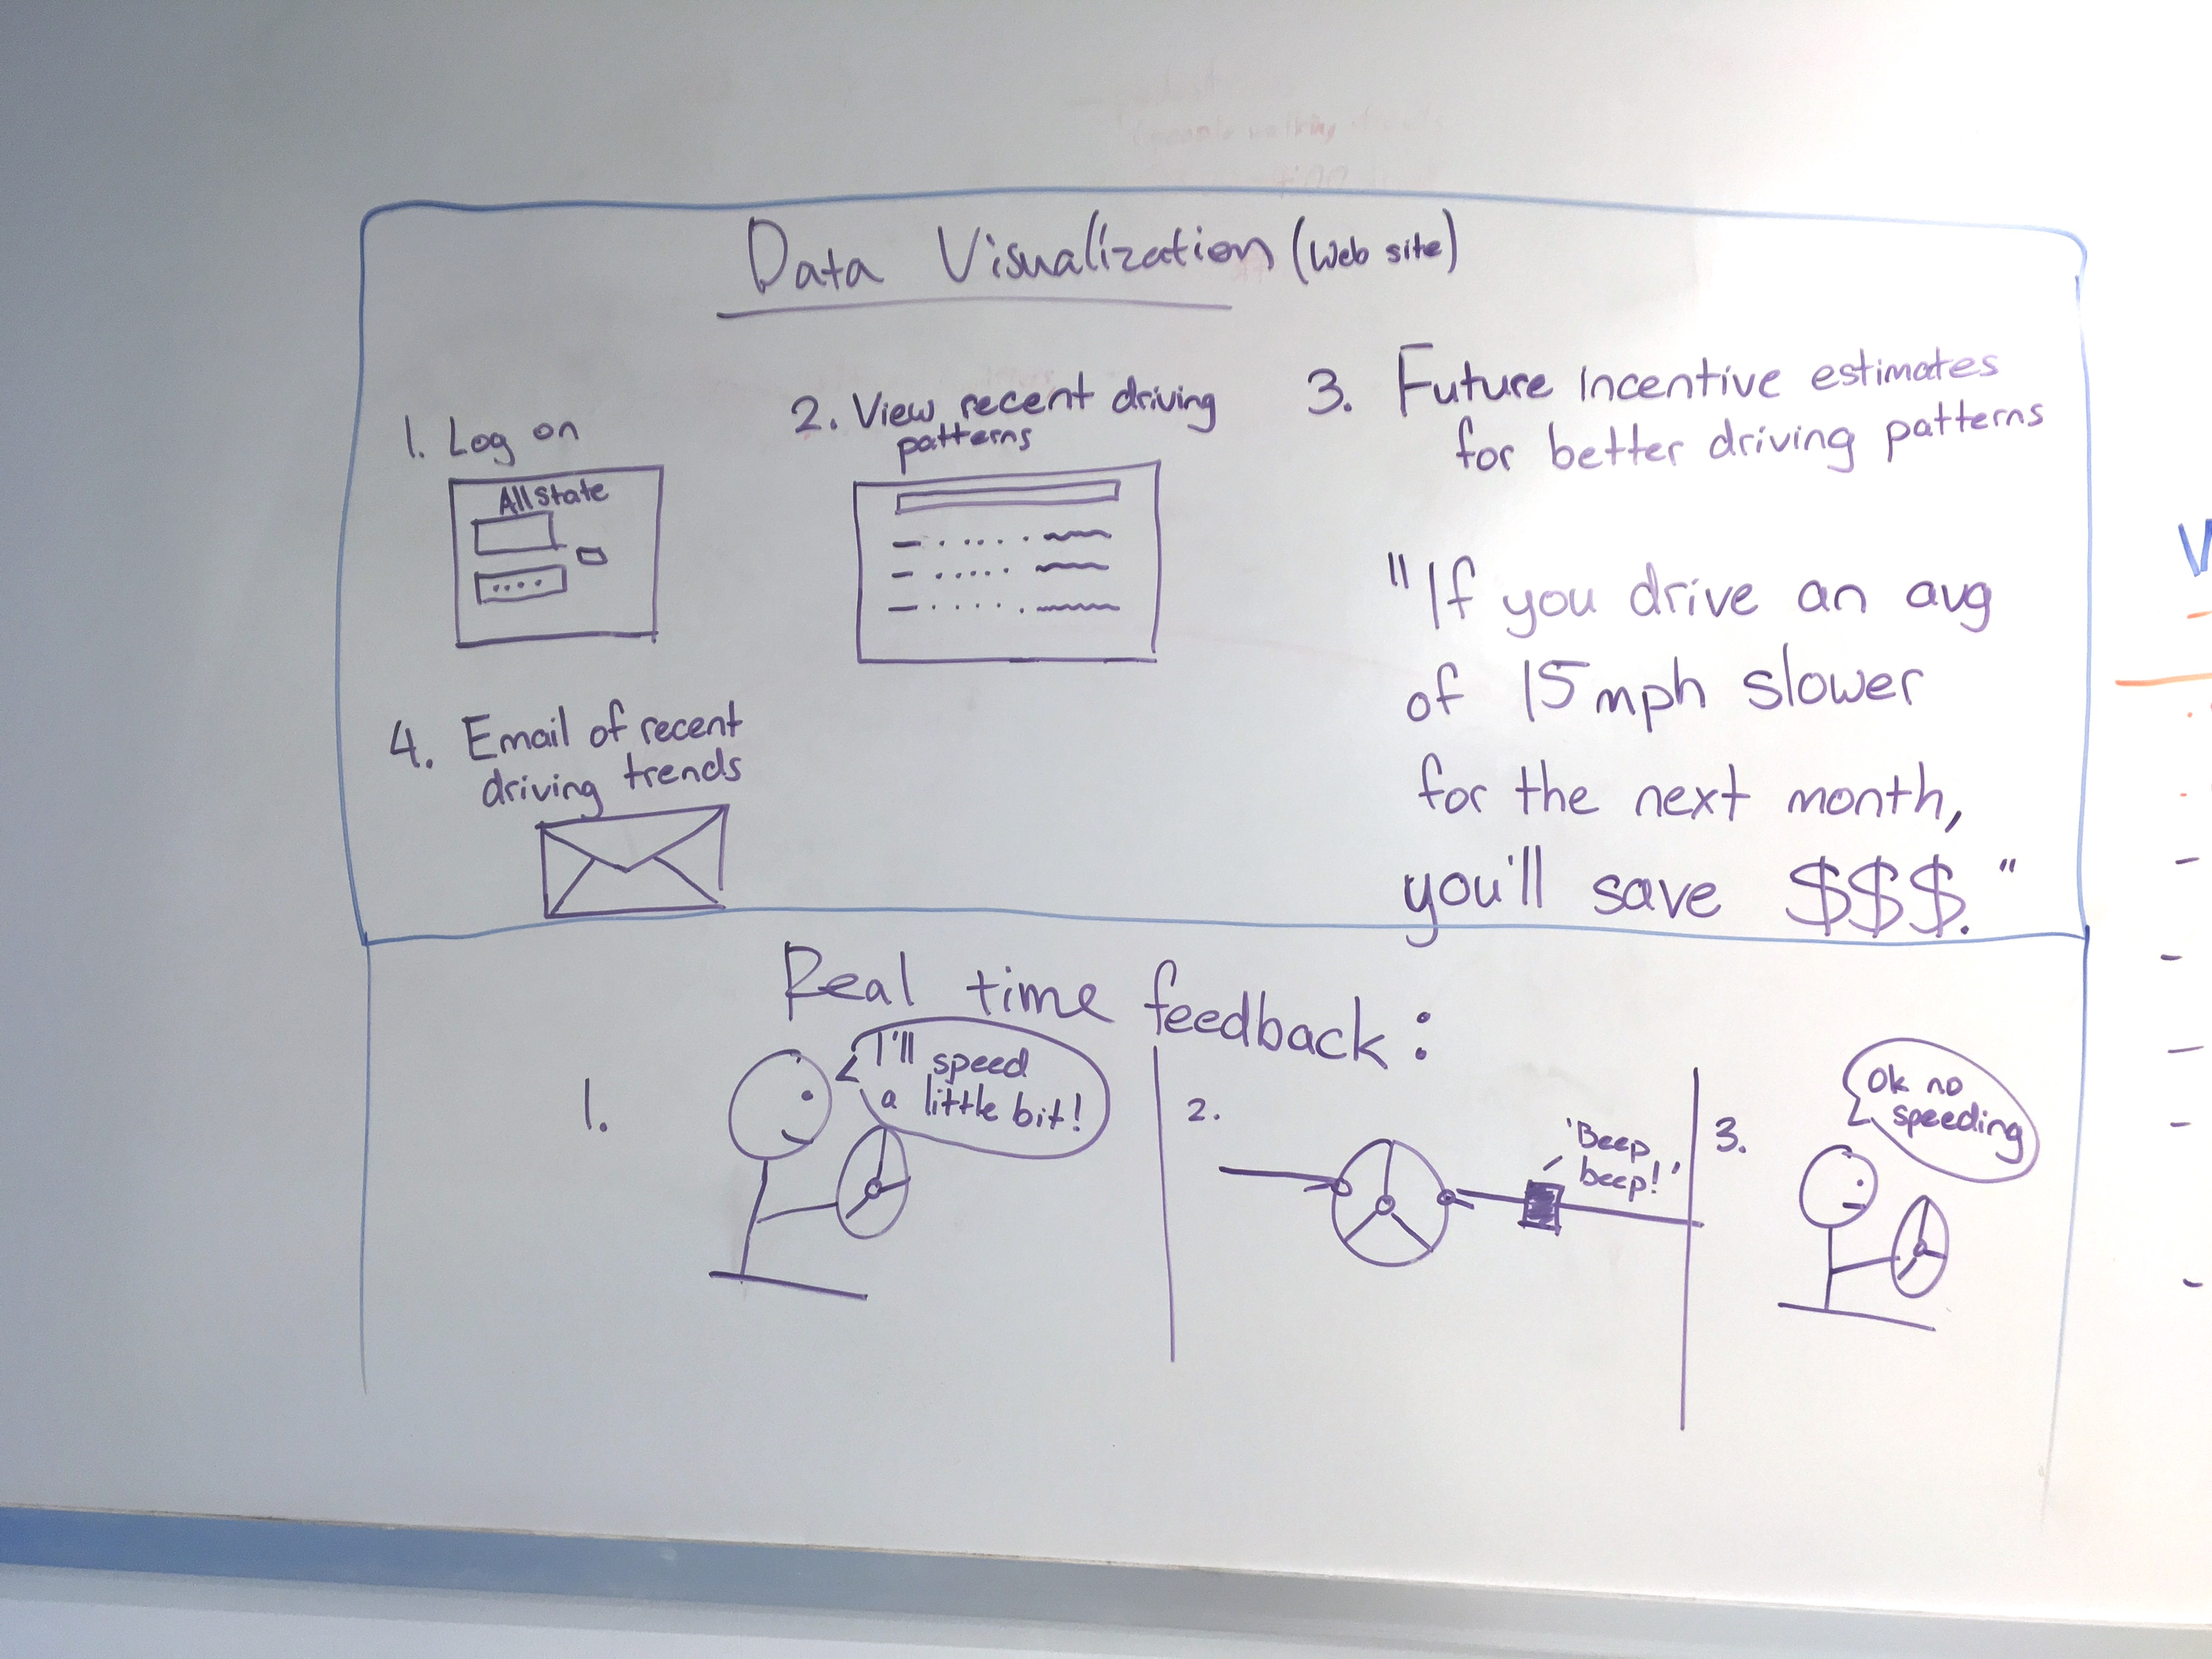 Data Visualization (Web site)
1. Log on
AllState
2. View recent driving
patterns
3. Future incentive estimates
for better driving patterns
"If you drive an avg
of 15 mph slower
for the next month,
you'll save $$$."
4. Email of recent
driving trends
Real time feedback:
1.
I'll speed
a little bit!
2.
'Beep
beep!'
3.
Ok no
speeding